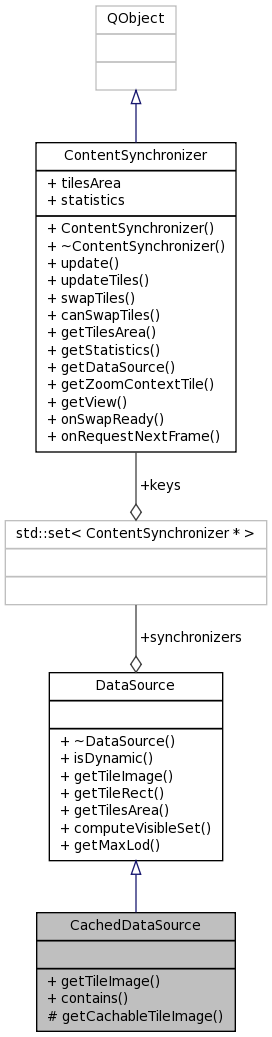 QObject
ContentSynchronizer
+ tilesArea
+ statistics
+ ContentSynchronizer()
+ ~ContentSynchronizer()
+ update()
+ updateTiles()
+ swapTiles()
+ canSwapTiles()
+ getTilesArea()
+ getStatistics()
+ getDataSource()
+ getZoomContextTile()
+ getView()
+ onSwapReady()
+ onRequestNextFrame()
+keys
std::set< ContentSynchronizer * >
+synchronizers
DataSource
+ ~DataSource()
+ isDynamic()
+ getTileImage()
+ getTileRect()
+ getTilesArea()
+ computeVisibleSet()
+ getMaxLod()
CachedDataSource
+ getTileImage()
+ contains()
# getCachableTileImage()